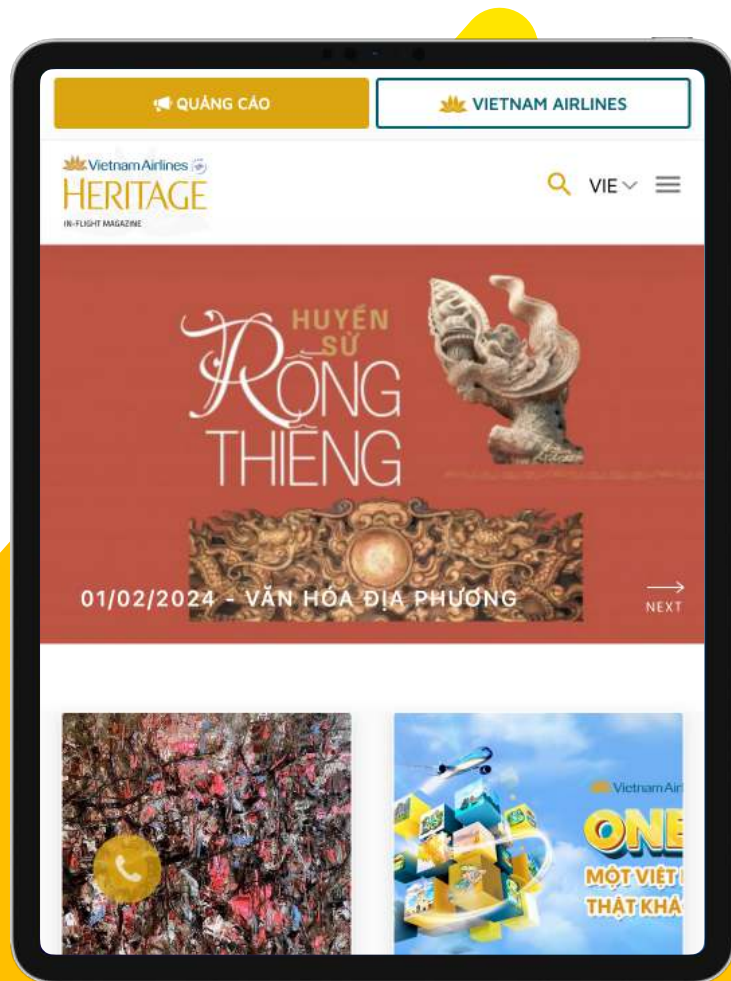 QUẢNG CÁO
VIETNAM AIRLINES
Vietnam Airlines
HERITAGE
IN-FLIGHT MAGAZINE
VIE
HUYỀN
SỬ
RỒNG
THIÊNG
01/02/2024 - VĂN HÓA ĐỊA PHƯƠNG
NEXT
Vietnam Air
ONE
MỘT VIỆT
THẬT KHÁ